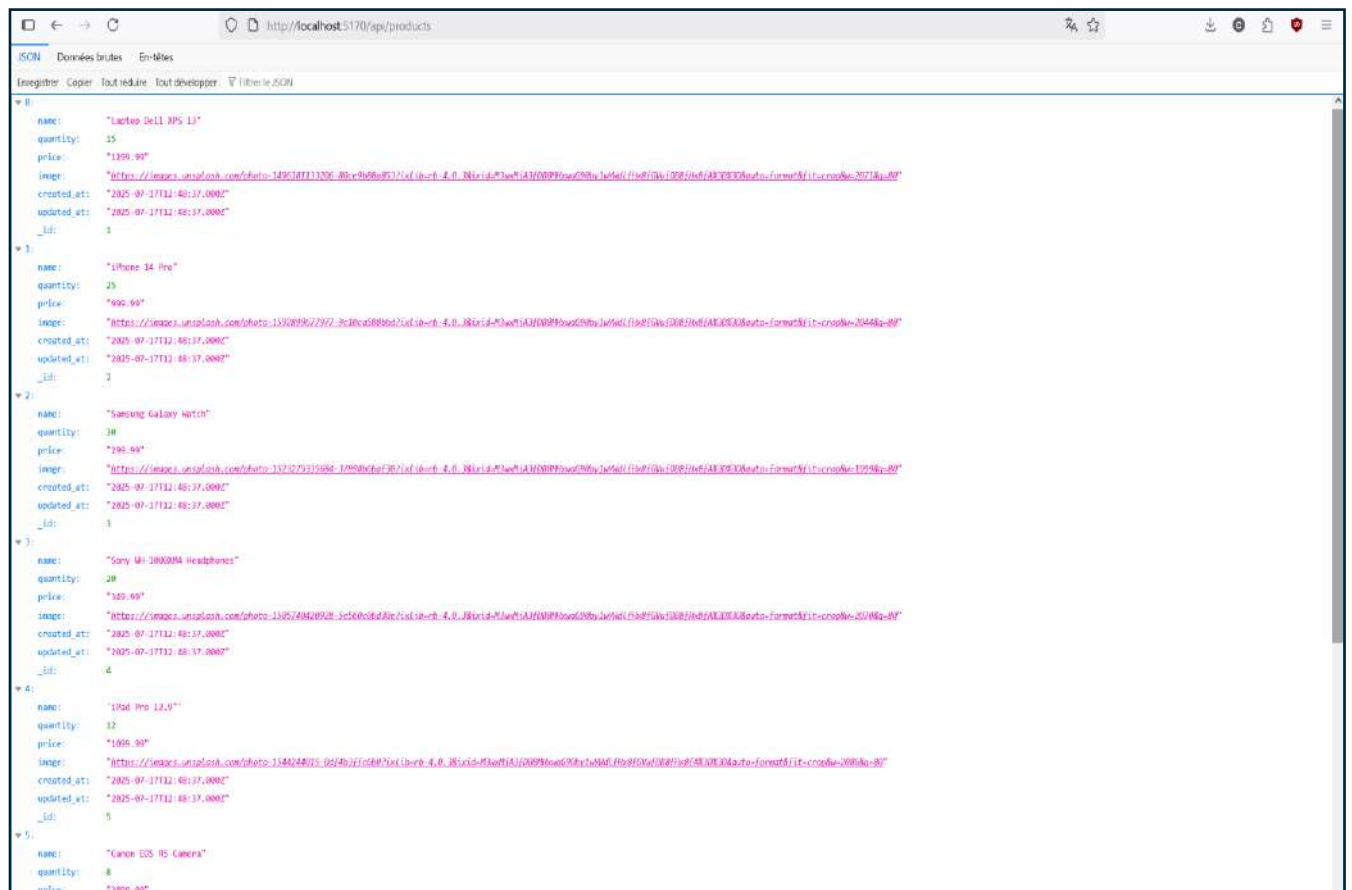 http://localhost:5170/api/products
JSON Données brutes En-têtes
Enregistrer Copier Tout réduire Tout développer Filtrer le JSON
0:
name: "Laptop Dell XPS 13"
quantity: 15
price:
image:
created_at: "2025-07-17T12:48:37.000Z"
updated_at: "2025-07-17T12:48:37.000Z"
_id: 1
1:
name: "iPhone 14 Pro"
quantity: 25
price: "999.99"
image:
created_at: "2025-07-17T12:48:37.000Z"
updated_at: "2025-07-17T12:48:37.000Z"
_id: 2
2:
name: "Samsung Galaxy Watch"
quantity: 30
price: "299.99"
image:
created_at: "2025-07-17T12:48:37.000Z"
updated_at: "2025-07-17T12:48:37.000Z"
_id: 3
3:
name: "Sony WH-1000XM4 Headphones"
quantity: 20
price: "349.99"
image:
created_at: "2025-07-17T12:48:37.000Z"
updated_at: "2025-07-17T12:48:37.000Z"
_id: 4
4:
name: 'iPad Pro 12.9"'
quantity: 12
price: "1099.99"
image:
created_at: "2025-07-17T12:48:37.000Z"
updated_at: "2025-07-17T12:48:37.000Z"
_id: 5
5:
name: "Canon EOS R5 Camera"
quantity: 8
price: